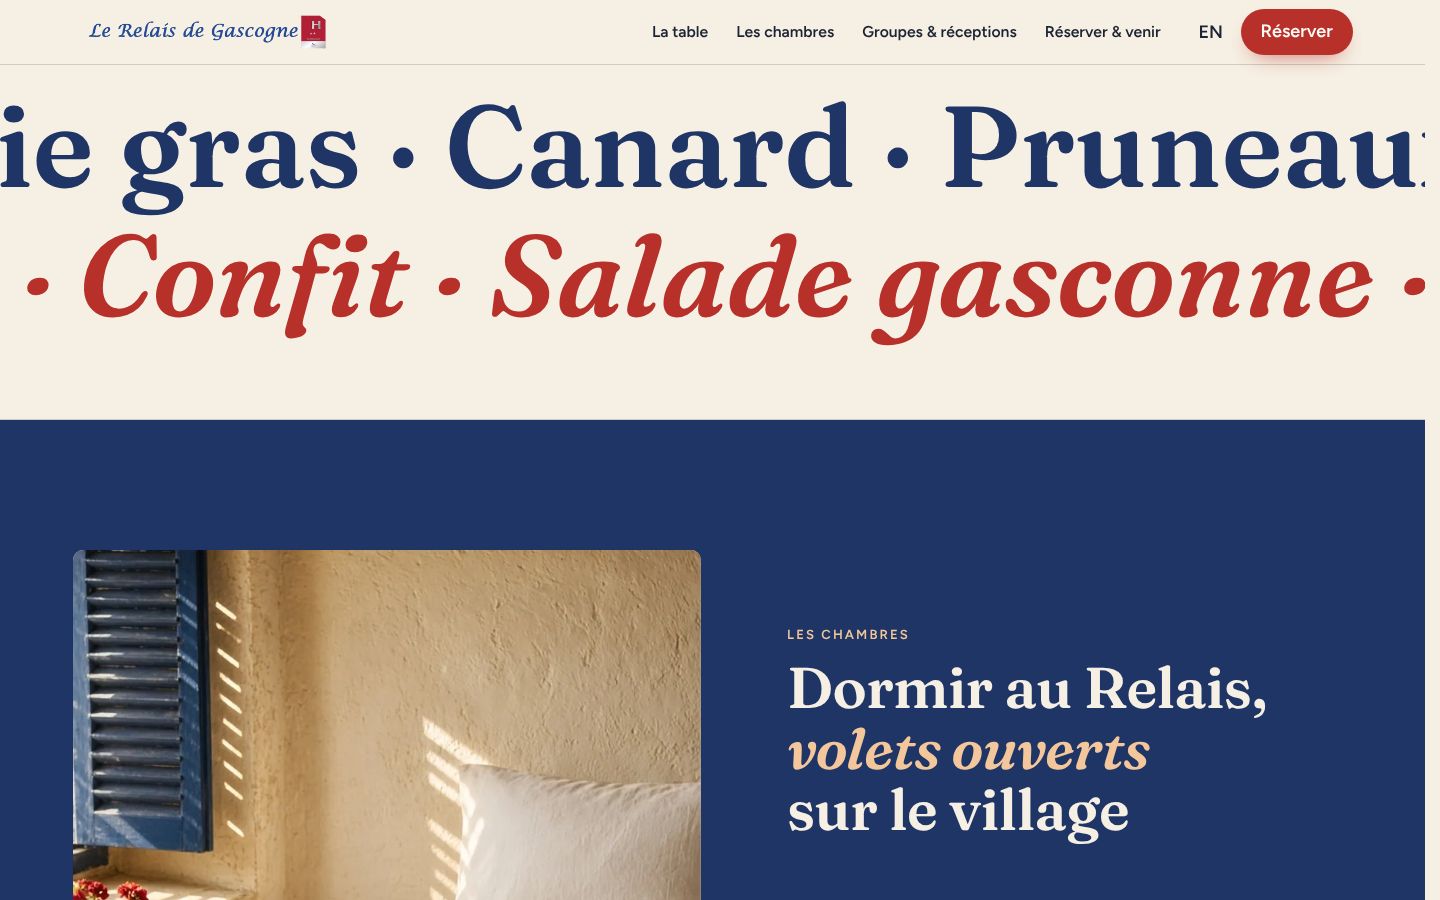 Le Relais de Gascogne
H
La table
Les chambres
Groupes & réceptions
Réserver & venir
EN
Réserver
ie gras · Canard · Pruneau
· Confit · Salade gasconne ·
LES CHAMBRES
Dormir au Relais,
volets ouverts
sur le village